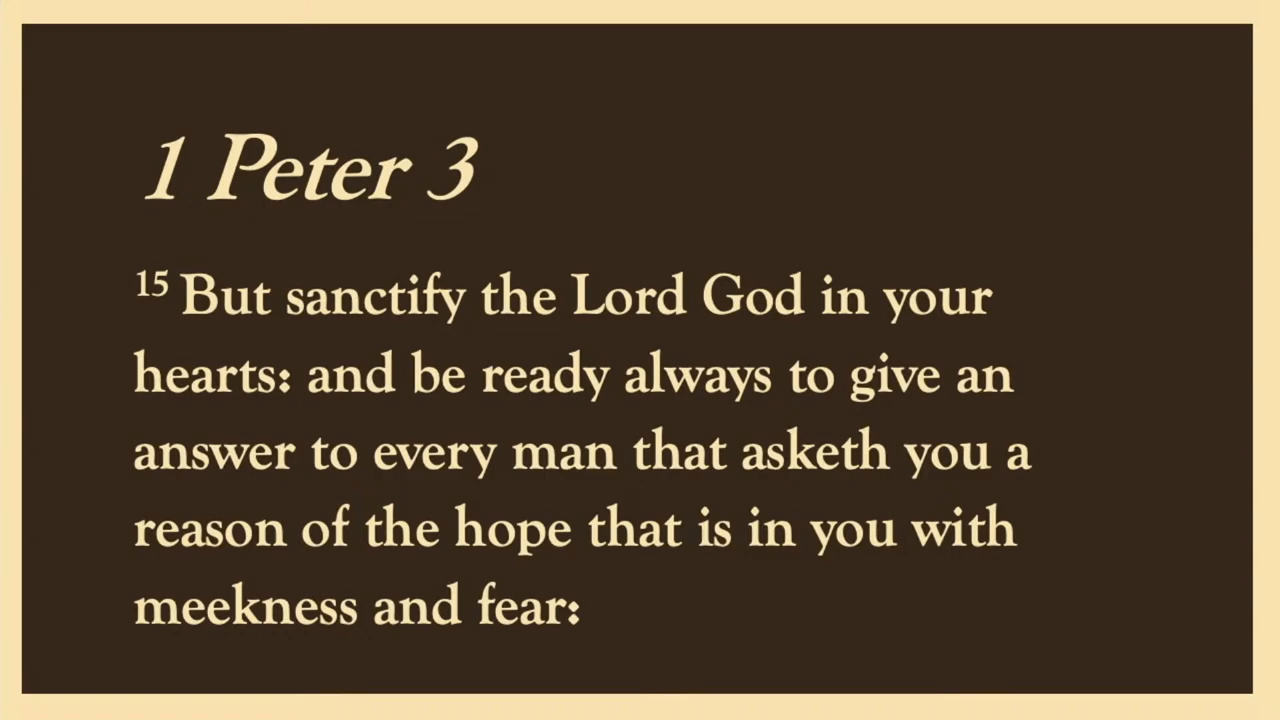 1 Peter 3
15 But sanctify the Lord God in your
hearts: and be ready always to give an
answer to every man that asketh you a
reason of the hope that is in you with
meekness and fear: